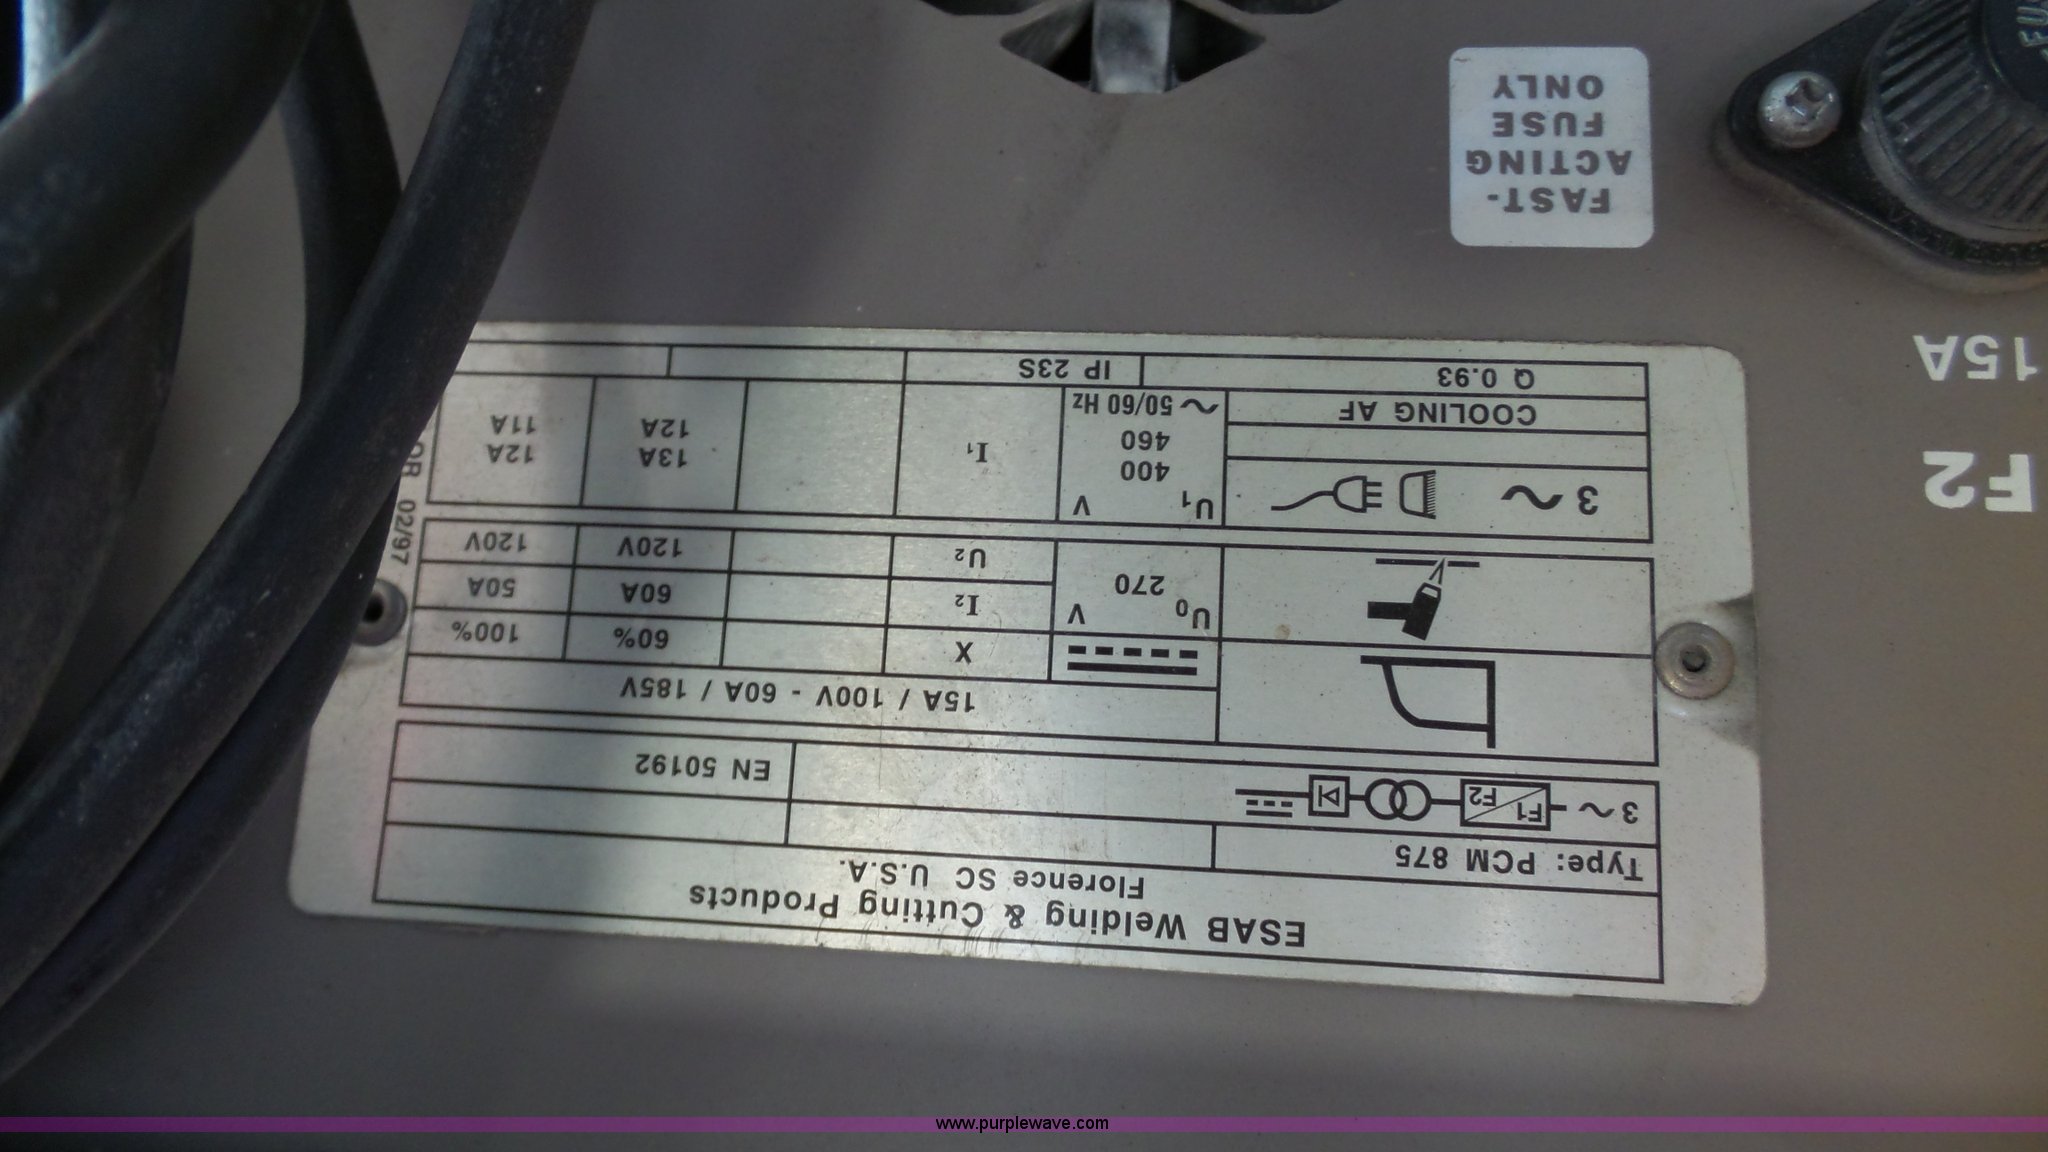 ESAB Welding & Cutting Products
Florence SC U.S.A.
Type: PCM 875
3 ~ F1 F2
EN 50192
15A / 100V - 60A / 185V
X 60% 100%
U0 V 270
I2 60A 50A
U2 120V 120V
3 ~
U1 V
400
460
~ 50/60 Hz
I1
13A 12A
12A 11A
COOLING AF
Q 0.93 IP 23S
02/97
F2
15A
FAST-
ACTING
FUSE
ONLY
www.purplewave.com